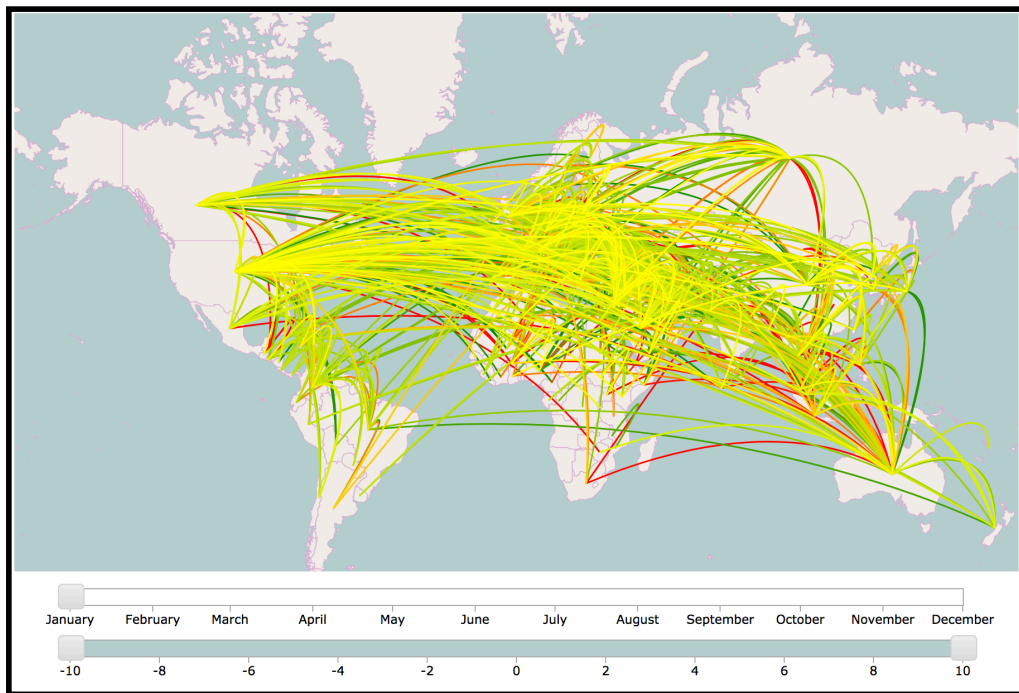 January February March April May June July August September October November December
-10 -8 -6 -4 -2 0 2 4 6 8 10